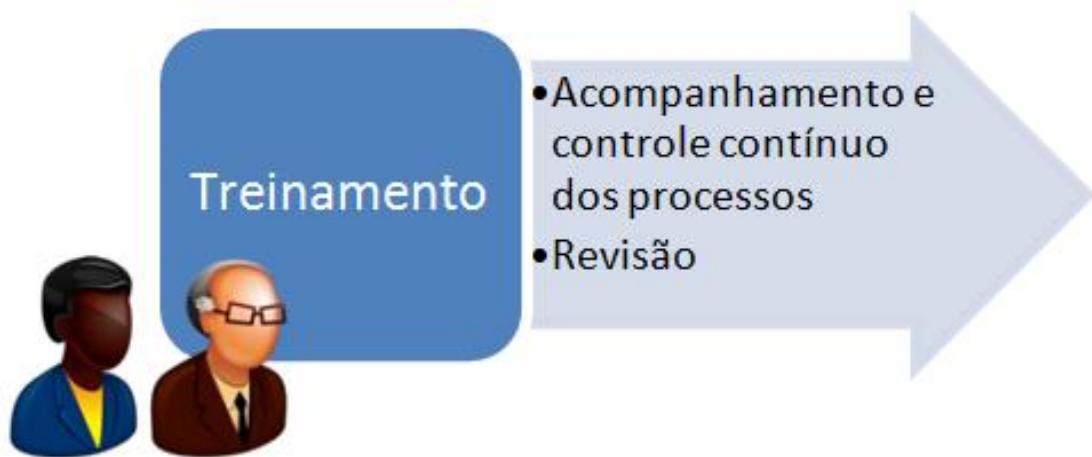 Treinamento
•Acompanhamento e
controle contínuo
dos processos
•Revisão